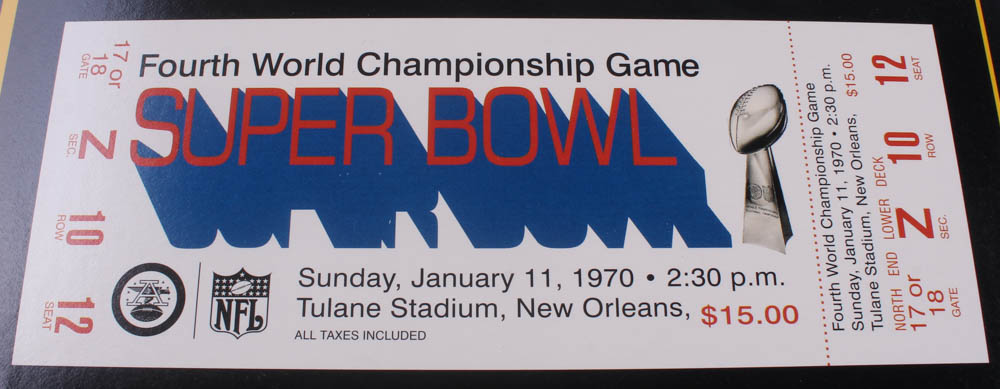 17 or
18
GATE
Z
SEC.
10
ROW
12
SEAT
Fourth World Championship Game
SUPER BOWL
A
NFL
Sunday, January 11, 1970 • 2:30 p.m.
Tulane Stadium, New Orleans, $15.00
ALL TAXES INCLUDED
Fourth World Championship Game
Sunday, January 11, 1970 • 2:30 p.m.
Tulane Stadium, New Orleans, $15.00
NORTH END LOWER DECK
17 or
18
GATE
Z
SEC.
10
ROW
12
SEAT